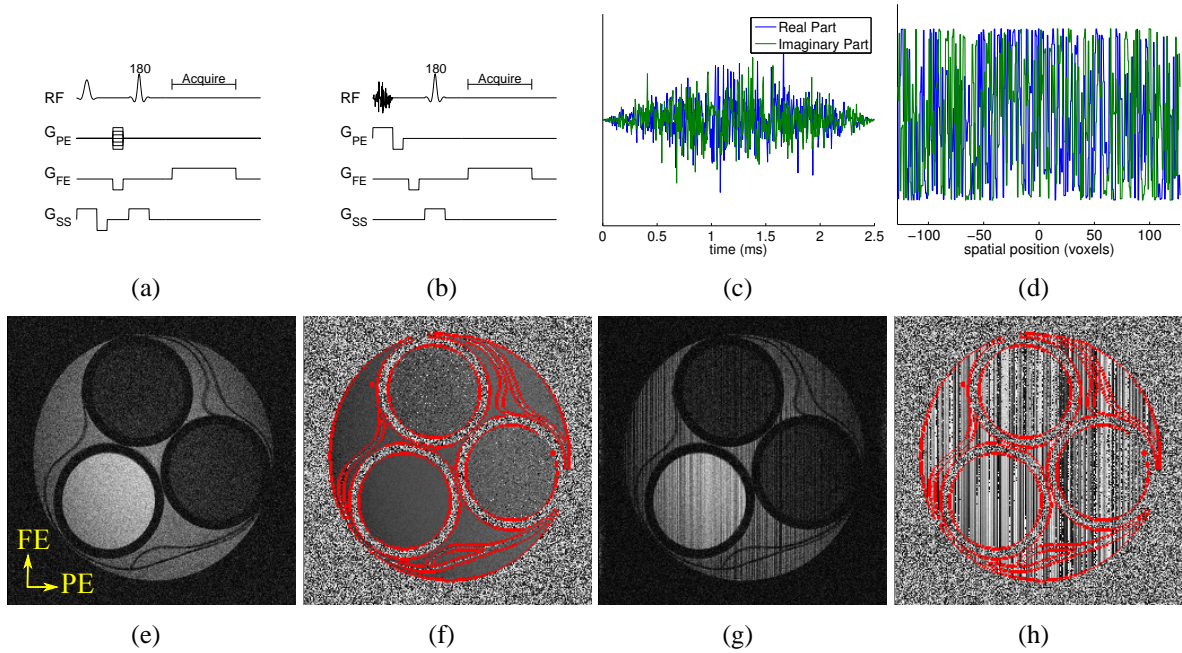 180
Acquire
RF
G_PE
G_FE
G_SS
(a)
180
Acquire
RF
G_PE
G_FE
G_SS
(b)
Real Part
Imaginary Part
0 0.5 1 1.5 2 2.5
time (ms)
(c)
−100 −50 0 50 100
spatial position (voxels)
(d)
FE
PE
(e)
(f)
(g)
(h)